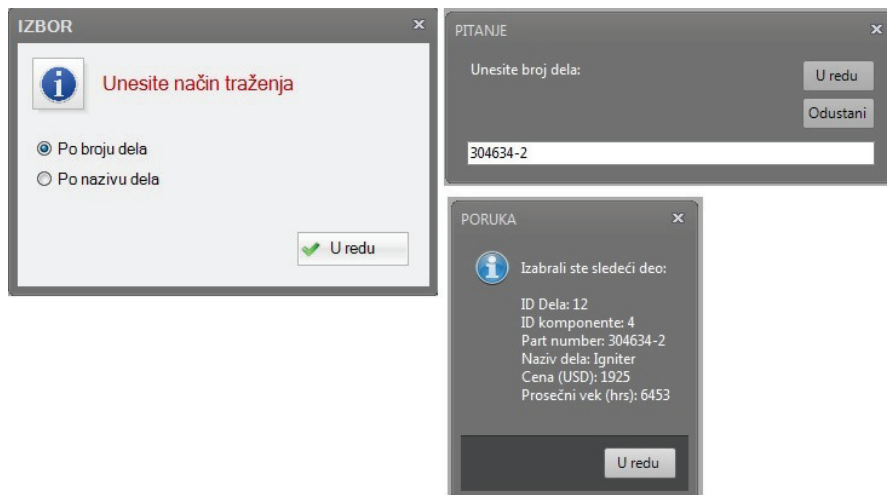 IZBOR
Unesite način traženja
Po broju dela
Po nazivu dela
U redu
PITANJE
Unesite broj dela:
U redu
Odustani
304634-2
PORUKA
Izabrali ste sledeći deo:
ID Dela: 12
ID komponente: 4
Part number: 304634-2
Naziv dela: Igniter
Cena (USD): 1925
Prosečni vek (hrs): 6453
U redu